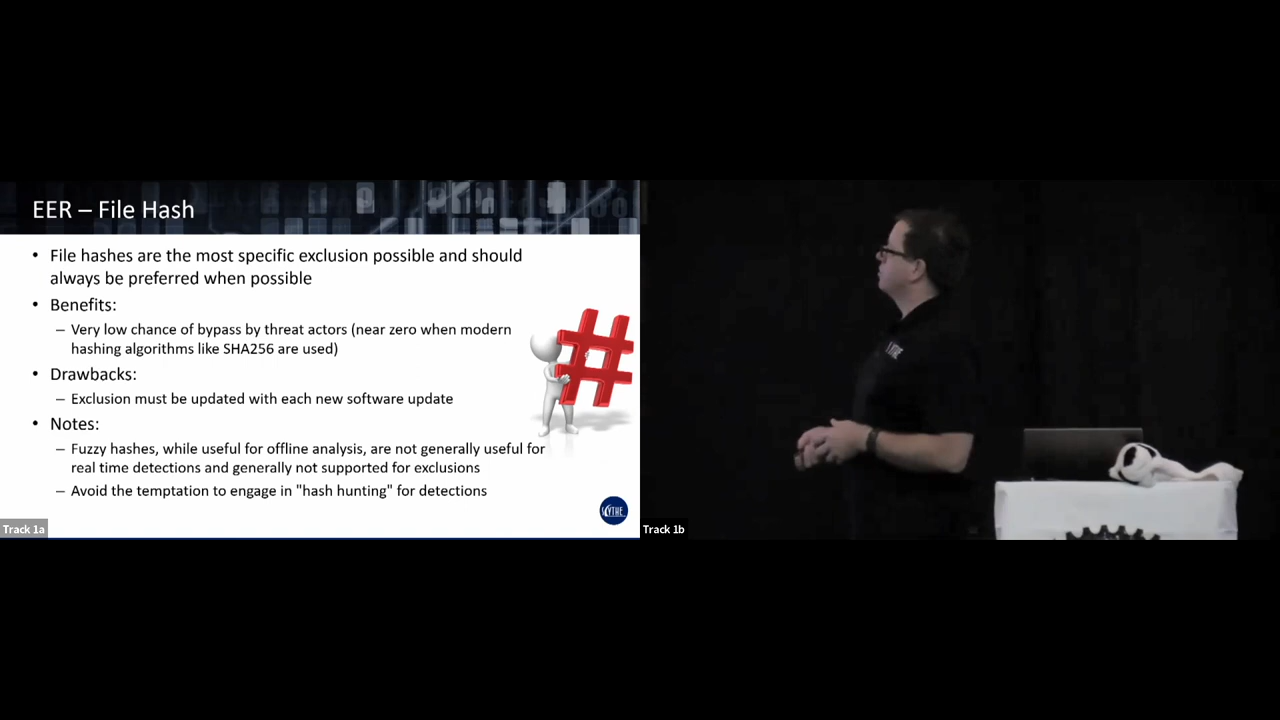 EER – File Hash
• File hashes are the most specific exclusion possible and should
always be preferred when possible
• Benefits:
– Very low chance of bypass by threat actors (near zero when modern
hashing algorithms like SHA256 are used)
• Drawbacks:
– Exclusion must be updated with each new software update
• Notes:
– Fuzzy hashes, while useful for offline analysis, are not generally useful for
real time detections and generally not supported for exclusions
– Avoid the temptation to engage in "hash hunting" for detections
#
Track 1a
Track 1b